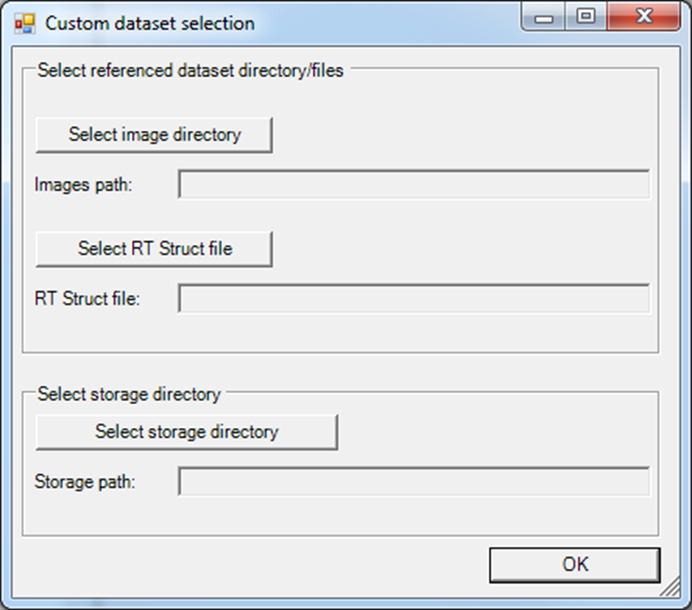 Custom dataset selection
Select referenced dataset directory/files
Select image directory
Images path:
Select RT Struct file
RT Struct file:
Select storage directory
Select storage directory
Storage path:
OK